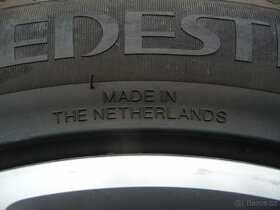 EDEST
MADE IN
THE NETHERLANDS
Bazos.cz